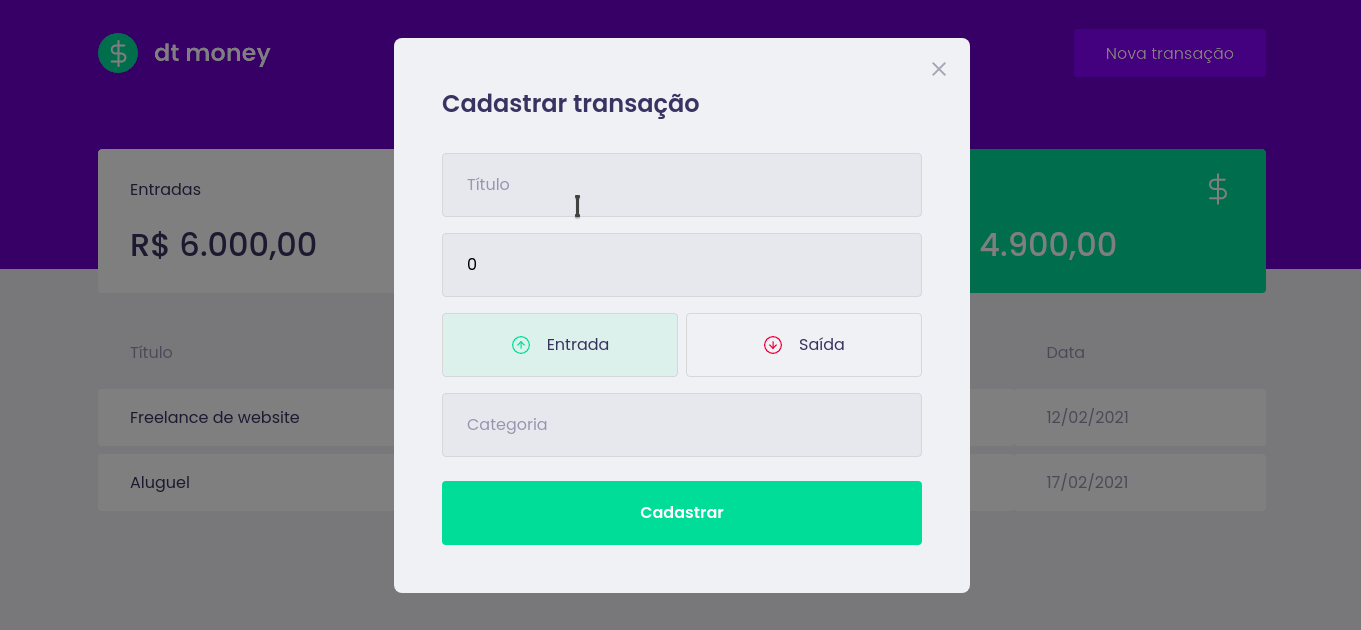 dt money
Nova transação
Entradas
R$ 6.000,00
4.900,00
Título
Data
Freelance de website
12/02/2021
Aluguel
17/02/2021
Cadastrar transação
Título
0
Entrada
Saída
Categoria
Cadastrar